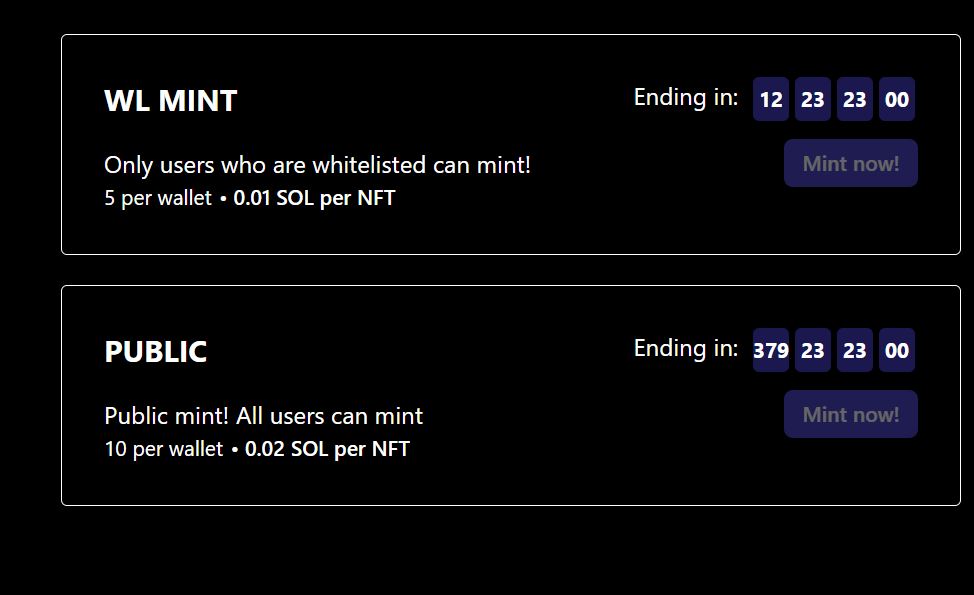 WL MINT
Ending in: 12 23 23 00
Only users who are whitelisted can mint!
Mint now!
5 per wallet • 0.01 SOL per NFT
PUBLIC
Ending in: 379 23 23 00
Public mint! All users can mint
Mint now!
10 per wallet • 0.02 SOL per NFT